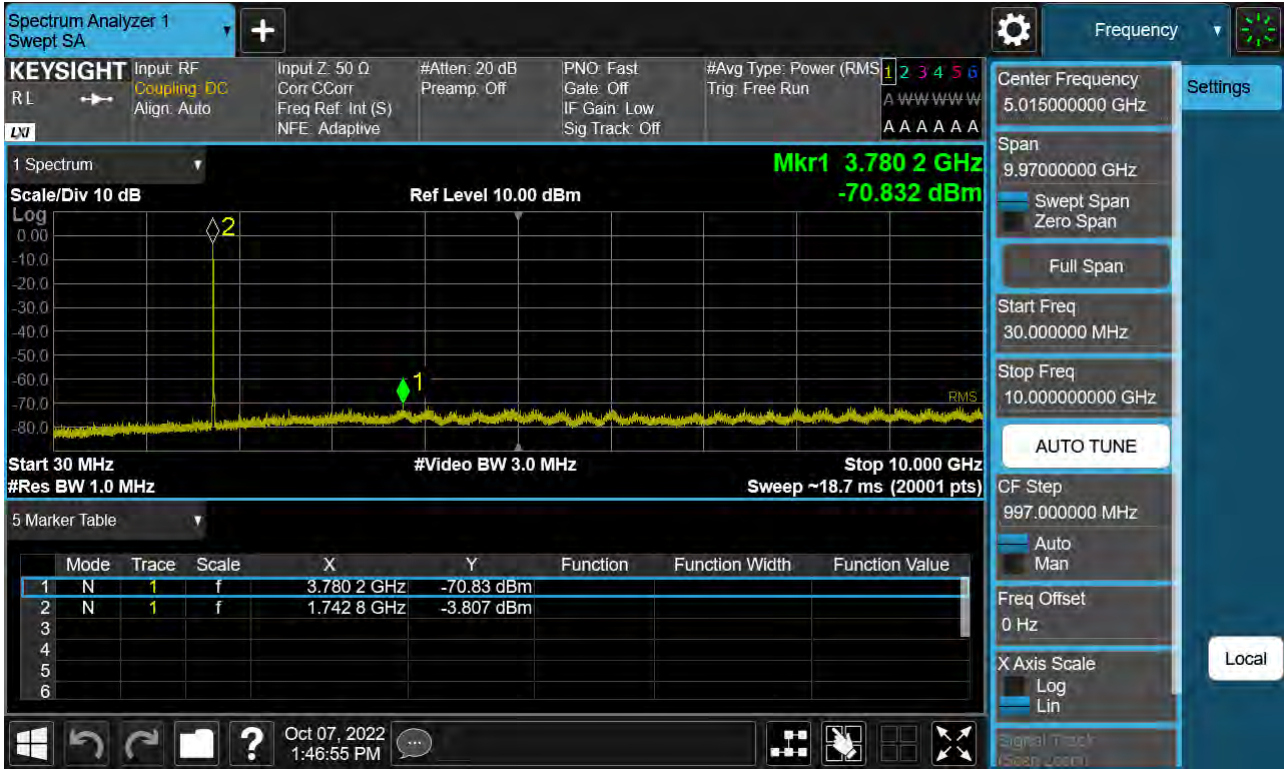 Spectrum Analyzer 1
Swept SA
+
Frequency
KEYSIGHT
R L
LXI
Input: RF
Coupling: DC
Align: Auto
Input Z: 50 Ω
Corr CCorr
Freq Ref: Int (S)
NFE: Adaptive
#Atten: 20 dB
Preamp: Off
PNO: Fast
Gate: Off
IF Gain: Low
Sig Track: Off
#Avg Type: Power (RMS
Trig: Free Run
1 2 3 4 5 6
A W W W W W
A A A A A A
1 Spectrum
Mkr1 3.780 2 GHz
-70.832 dBm
Scale/Div 10 dB
Ref Level 10.00 dBm
Log
0.00
-10.0
-20.0
-30.0
-40.0
-50.0
-60.0
-70.0
-80.0
2
1
RMS
Start 30 MHz
#Video BW 3.0 MHz
Stop 10.000 GHz
#Res BW 1.0 MHz
Sweep ~18.7 ms (20001 pts)
5 Marker Table
Mode Trace Scale X Y Function Function Width Function Value
1 N 1 f 3.780 2 GHz -70.83 dBm
2 N 1 f 1.742 8 GHz -3.807 dBm
3
4
5
6
?
Oct 07, 2022
1:46:55 PM
Center Frequency
5.015000000 GHz
Span
9.97000000 GHz
Swept Span
Zero Span
Full Span
Start Freq
30.000000 MHz
Stop Freq
10.000000000 GHz
AUTO TUNE
CF Step
997.000000 MHz
Auto
Man
Freq Offset
0 Hz
X Axis Scale
Log
Lin
Signal Track
(Span Zoom)
Settings
Local